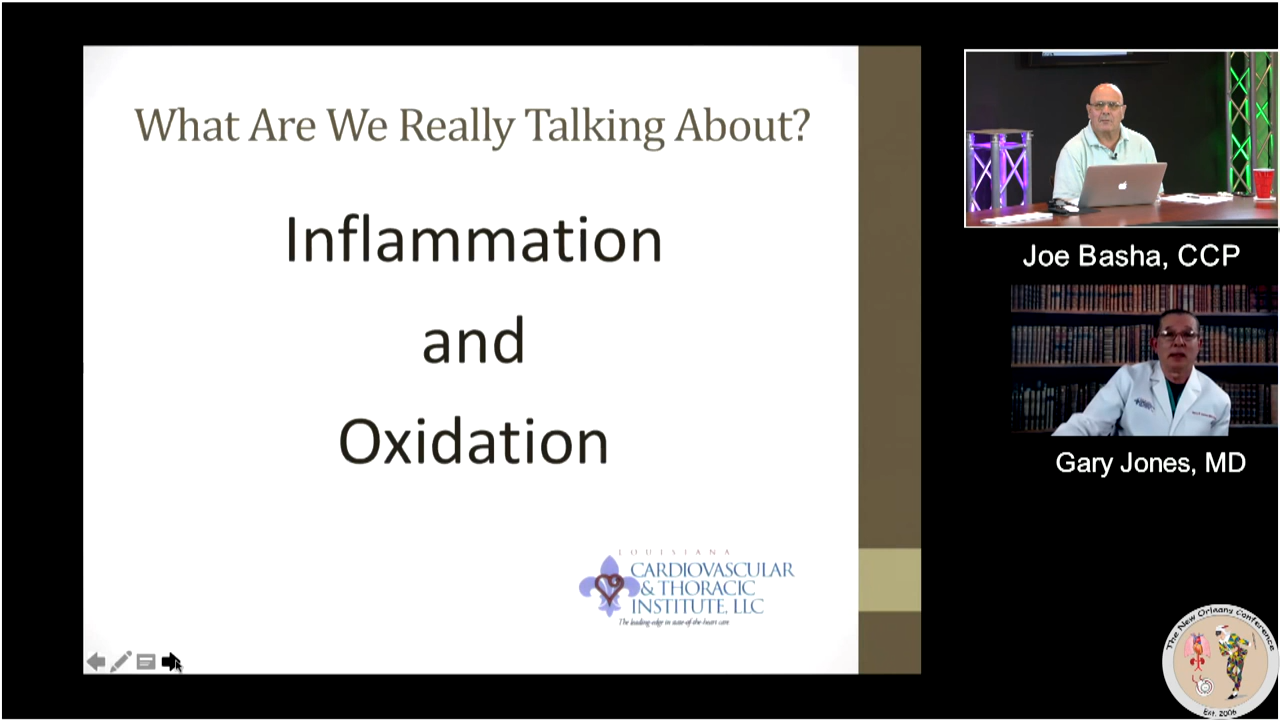 What Are We Really Talking About?
Inflammation
and
Oxidation
LOUISIANA
CARDIOVASCULAR
& THORACIC
INSTITUTE, LLC
The leading-edge in state-of-the-heart care
Joe Basha, CCP
Gary Jones, MD
The New Orlaany Conference
Est. 2006